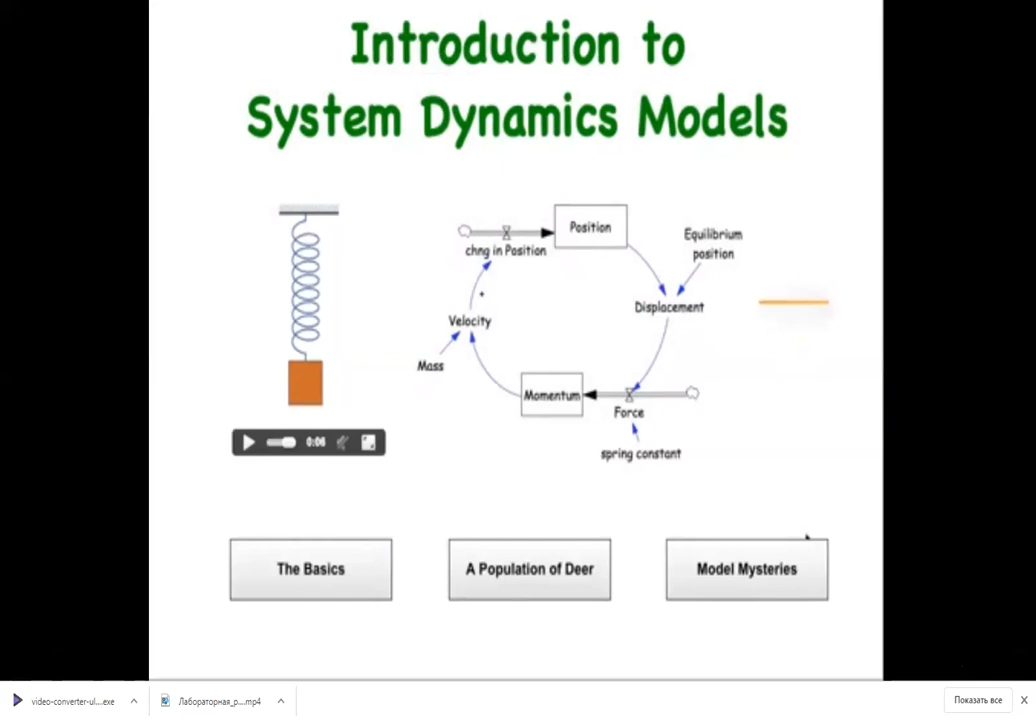 Introduction to
System Dynamics Models
Position
chng in Position
Equilibrium
position
+
Velocity
Displacement
Mass
Momentum
Force
0:06
spring constant
The Basics
A Population of Deer
Model Mysteries
video-converter-ul....exe
Лабораторная_р....mp4
Показать все